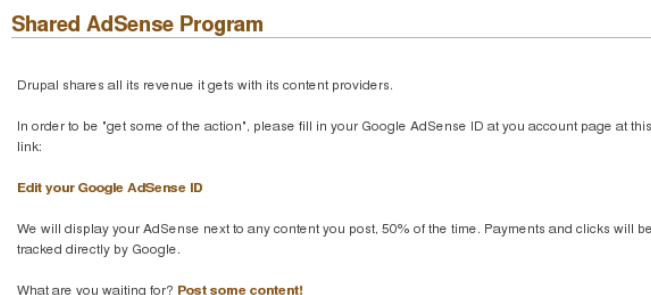 Shared AdSense Program
Drupal shares all its revenue it gets with its content providers.
In order to be "get some of the action", please fill in your Google AdSense ID at you account page at this
link:
Edit your Google AdSense ID
We will display your AdSense next to any content you post, 50% of the time. Payments and clicks will be
tracked directly by Google.
What are you waiting for? Post some content!